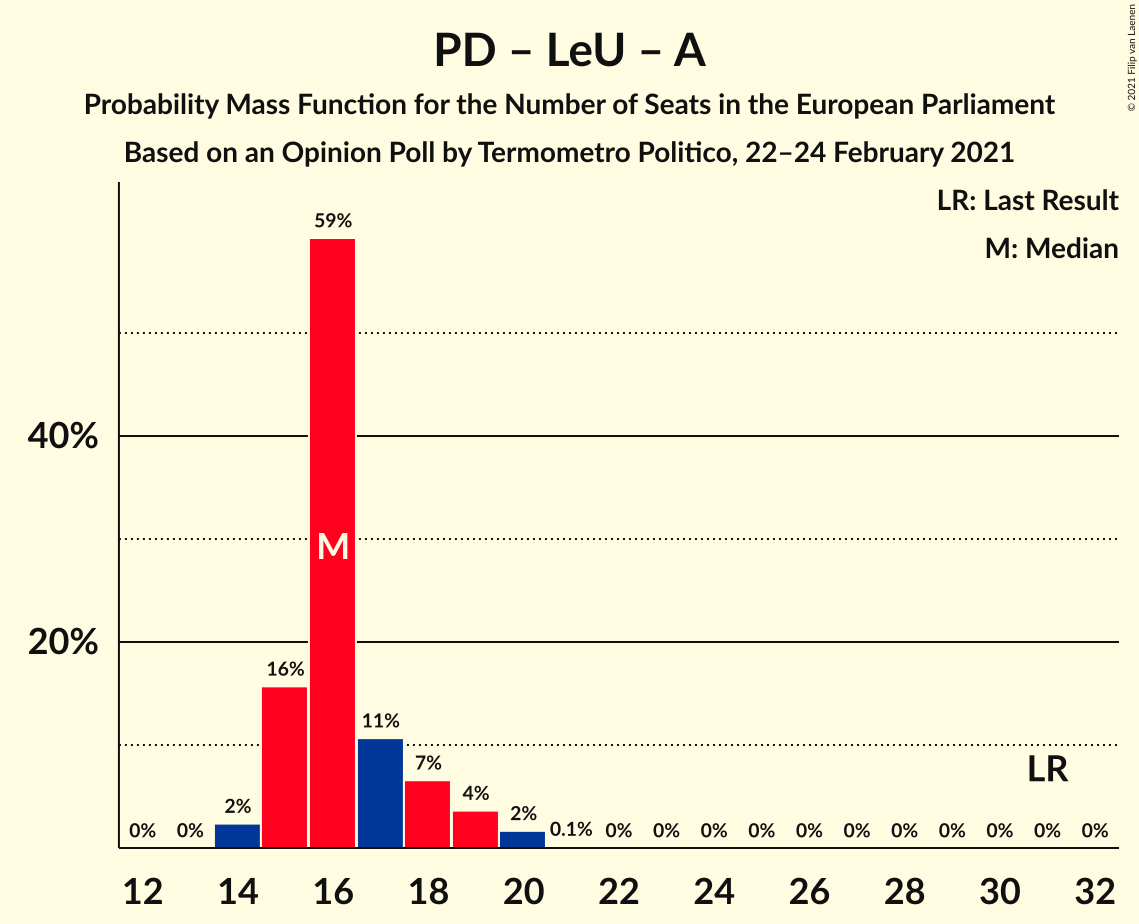 PD – LeU – A
Probability Mass Function for the Number of Seats in the European Parliament
Based on an Opinion Poll by Termometro Politico, 22–24 February 2021
© 2021 Filip van Laenen
LR: Last Result
M: Median
59%
40%
M
20%
16%
11%
LR
7%
4%
2%
2%
0% 0% 0.1% 0% 0% 0% 0% 0% 0% 0% 0% 0% 0% 0%
12 14 16 18 20 22 24 26 28 30 32